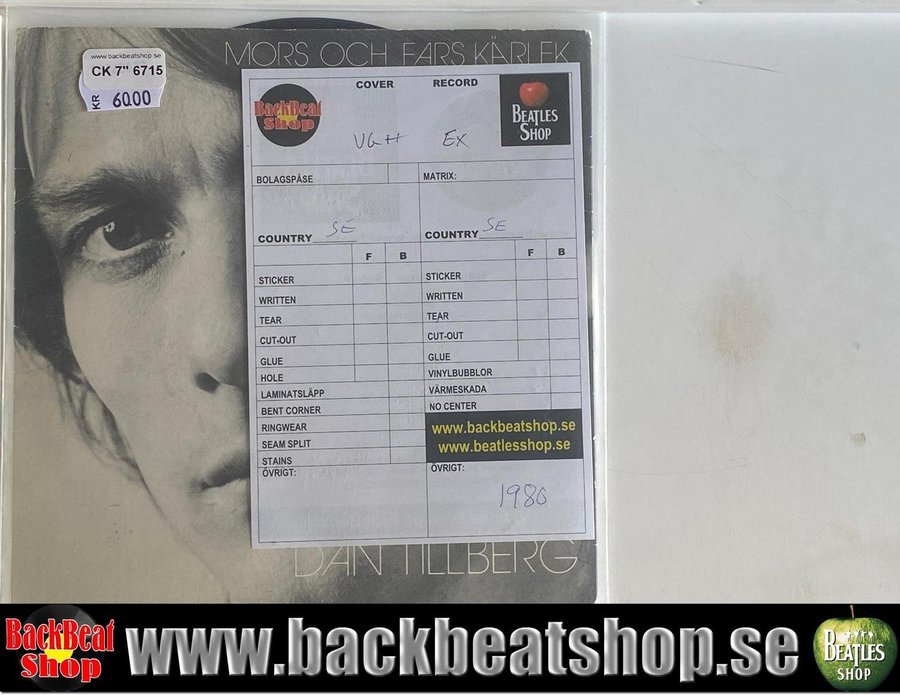 MORS OCH FARS KÄRLEK
www.backbeatshop.se
CK 7" 6715
KR 60.00
COVER RECORD
BackBeat
Shop
BEATLES
SHOP
VG++ EX
BOLAGSPÅSE MATRIX:
COUNTRY SE COUNTRY SE
F B F B
STICKER STICKER
WRITTEN WRITTEN
TEAR TEAR
CUT-OUT CUT-OUT
GLUE GLUE
HOLE VINYLBUBBLOR
LAMINATSLÄPP VÄRMESKADA
BENT CORNER NO CENTER
RINGWEAR www.backbeatshop.se
SEAM SPLIT www.beatlesshop.se
STAINS
ÖVRIGT: ÖVRIGT:
1980
DAN TILLBERG
BackBeat
Shop
www.backbeatshop.se
BEATLES
SHOP